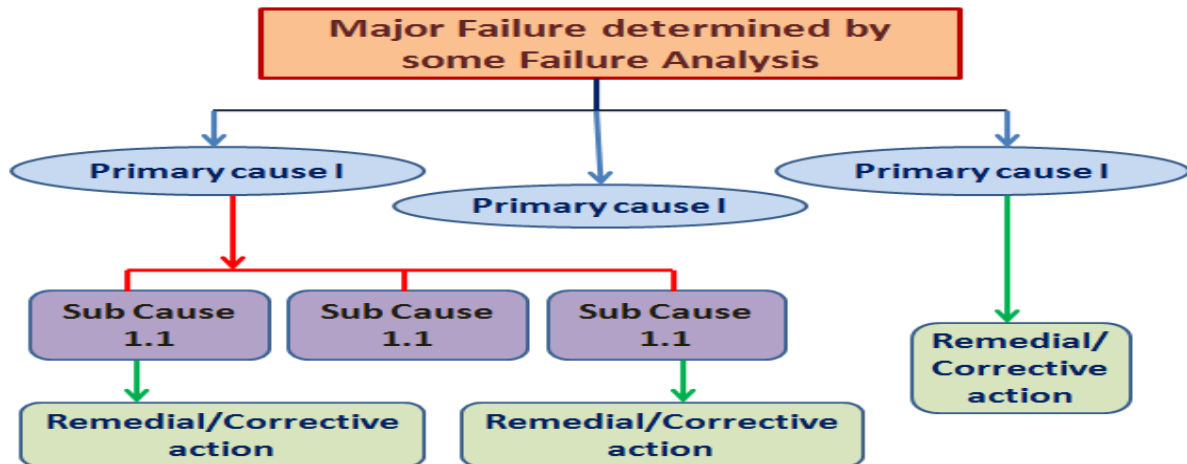 Major Failure determined by
some Failure Analysis
Primary cause I
Primary cause I
Primary cause I
Sub Cause
1.1
Sub Cause
1.1
Sub Cause
1.1
Remedial/
Corrective
action
Remedial/Corrective
action
Remedial/Corrective
action